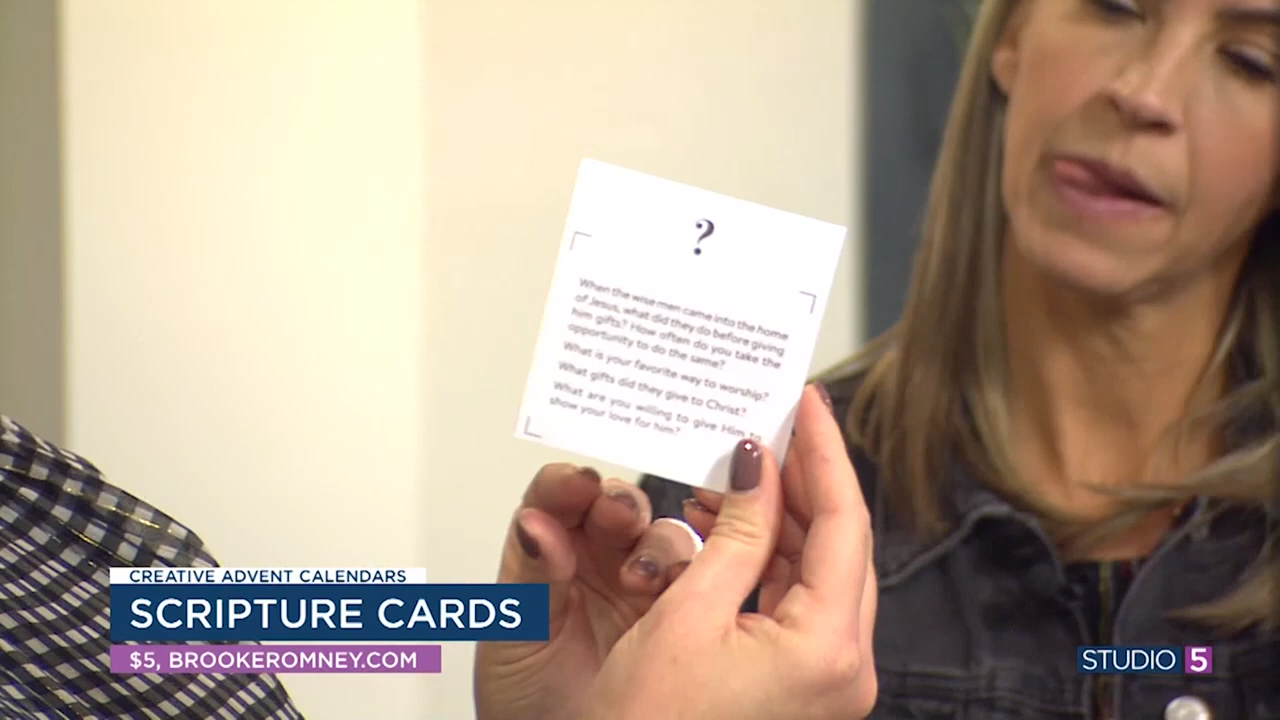 ?
When the wise men came into the home
of Jesus, what did they do before giving
him gifts? How often do you take the
opportunity to do the same?
What is your favorite way to worship?
What gifts did they give to Christ?
What are you willing to give Him to
show your love for him?
CREATIVE ADVENT CALENDARS
SCRIPTURE CARDS
$5, BROOKEROMNEY.COM
STUDIO 5